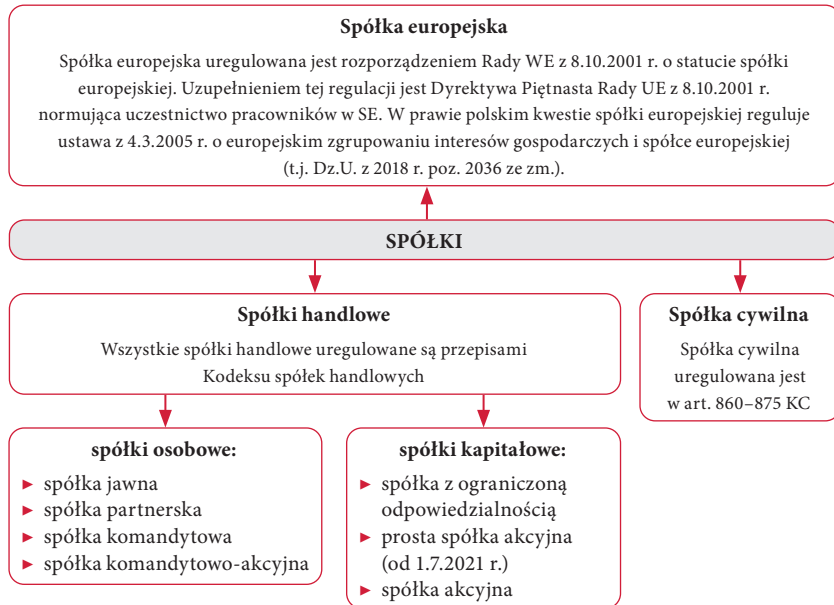 Spółka europejska
Spółka europejska uregulowana jest rozporządzeniem Rady WE z 8.10.2001 r. o statucie spółki
europejskiej. Uzupełnieniem tej regulacji jest Dyrektywa Piętnasta Rady UE z 8.10.2001 r.
normująca uczestnictwo pracowników w SE. W prawie polskim kwestie spółki europejskiej reguluje
ustawa z 4.3.2005 r. o europejskim zgrupowaniu interesów gospodarczych i spółce europejskiej
(t.j. Dz.U. z 2018 r. poz. 2036 ze zm.).
SPÓŁKI
Spółki handlowe
Wszystkie spółki handlowe uregulowane są przepisami
Kodeksu spółek handlowych
Spółka cywilna
Spółka cywilna
uregulowana jest
w art. 860–875 KC
spółki osobowe:
► spółka jawna
► spółka partnerska
► spółka komandytowa
► spółka komandytowo-akcyjna
spółki kapitałowe:
► spółka z ograniczoną
odpowiedzialnością
► prosta spółka akcyjna
(od 1.7.2021 r.)
► spółka akcyjna